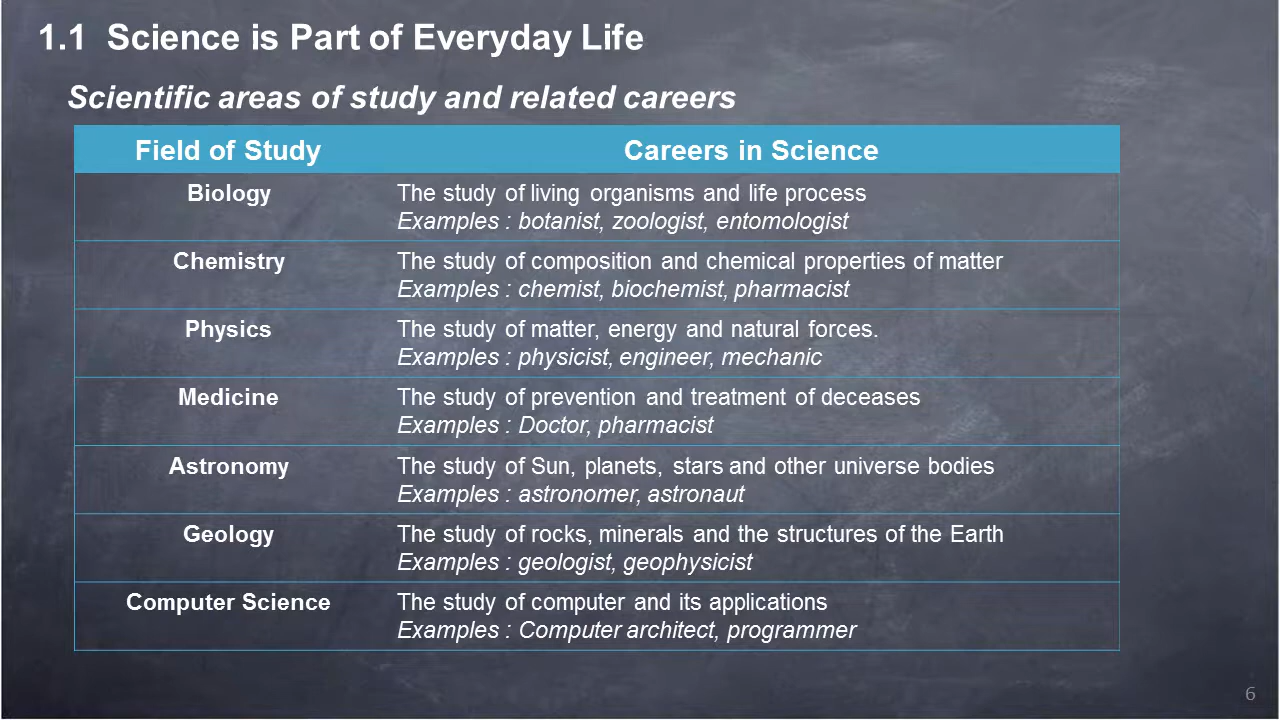 1.1 Science is Part of Everyday Life
Scientific areas of study and related careers
Field of Study
Careers in Science
Biology
The study of living organisms and life process
Examples : botanist, zoologist, entomologist
Chemistry
The study of composition and chemical properties of matter
Examples : chemist, biochemist, pharmacist
Physics
The study of matter, energy and natural forces.
Examples : physicist, engineer, mechanic
Medicine
The study of prevention and treatment of deceases
Examples : Doctor, pharmacist
Astronomy
The study of Sun, planets, stars and other universe bodies
Examples : astronomer, astronaut
Geology
The study of rocks, minerals and the structures of the Earth
Examples : geologist, geophysicist
Computer Science
The study of computer and its applications
Examples : Computer architect, programmer
6